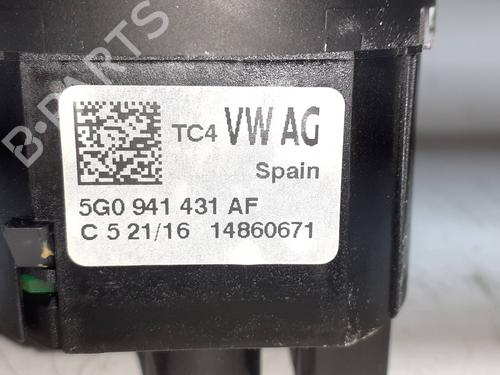 B-PARTS
TC4 VW AG
Spain
5G0 941 431 AF
C 5 21/16 14860671